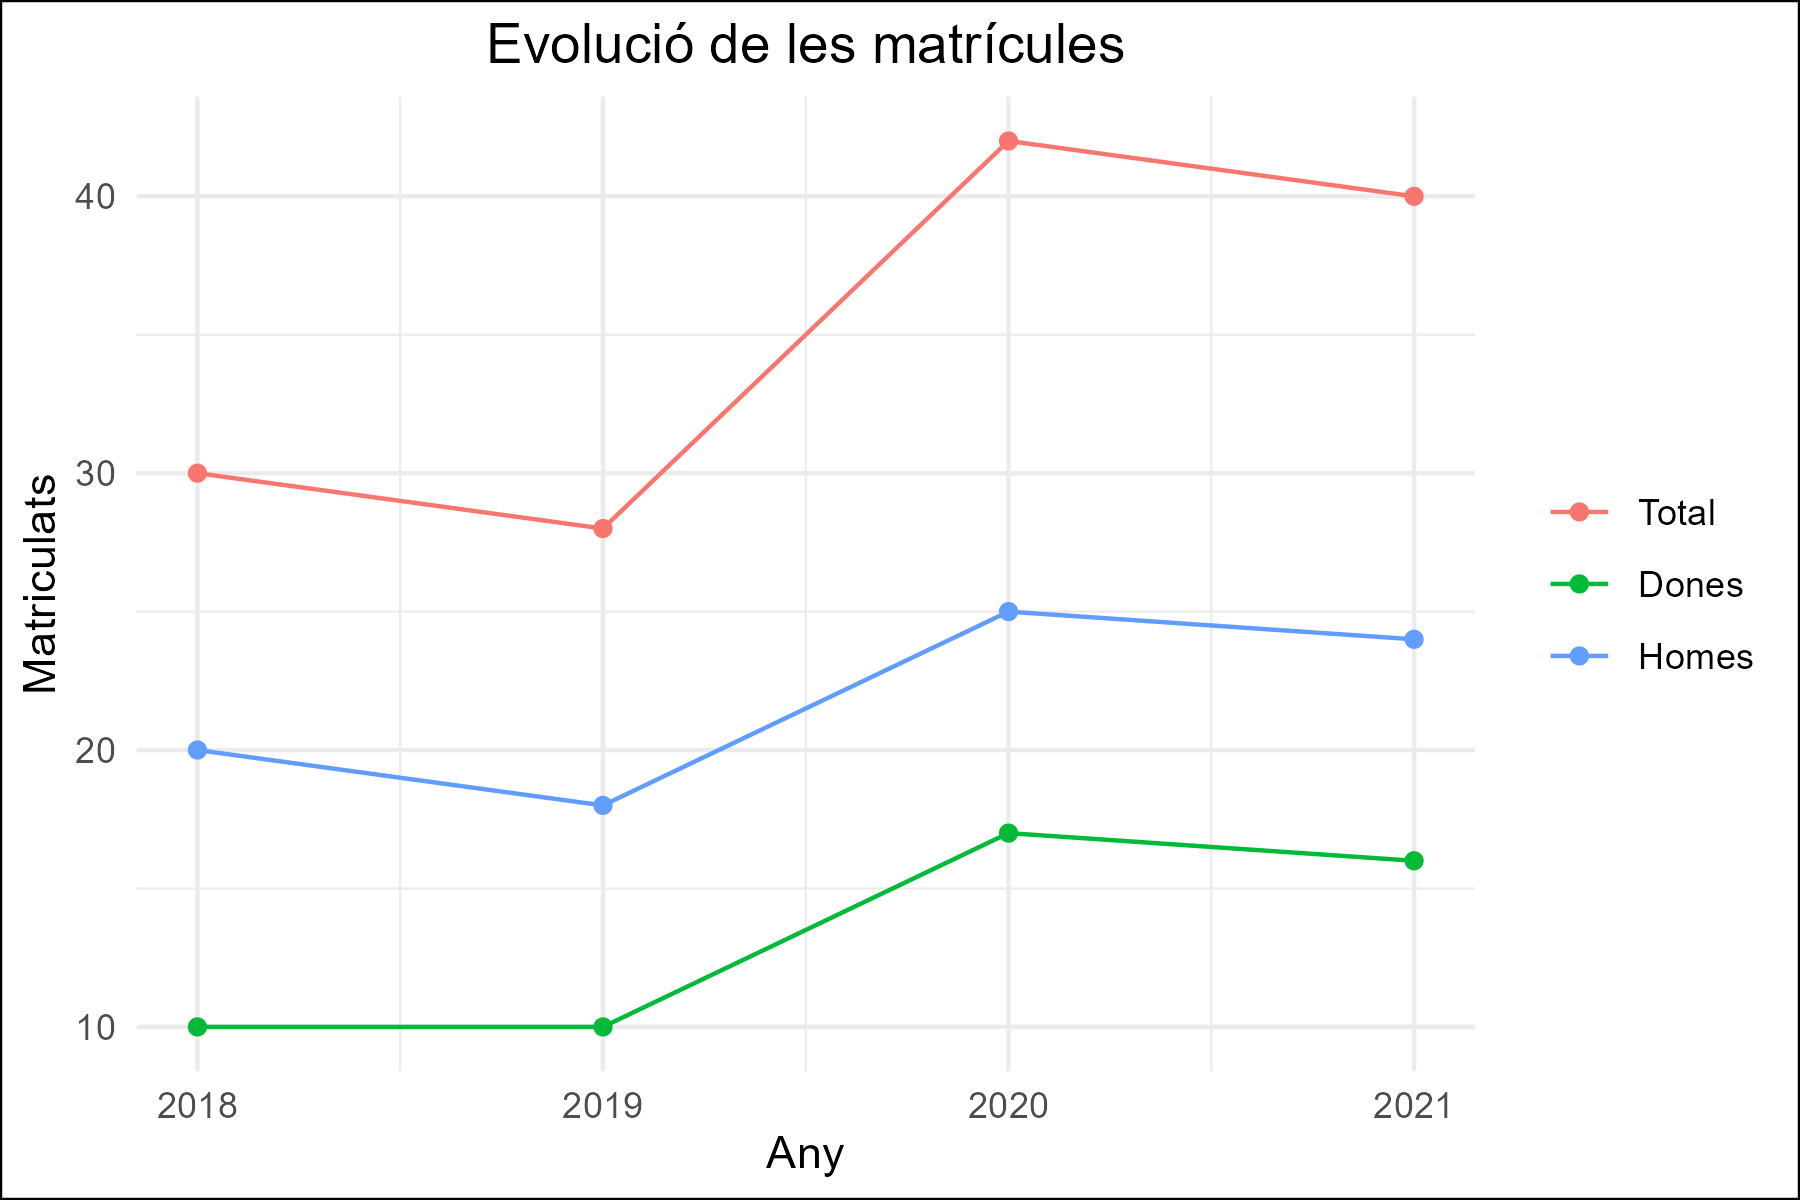 Evolució de les matrícules
Matriculats
40
30
20
10
2018 2019 2020 2021
Any
Total
Dones
Homes